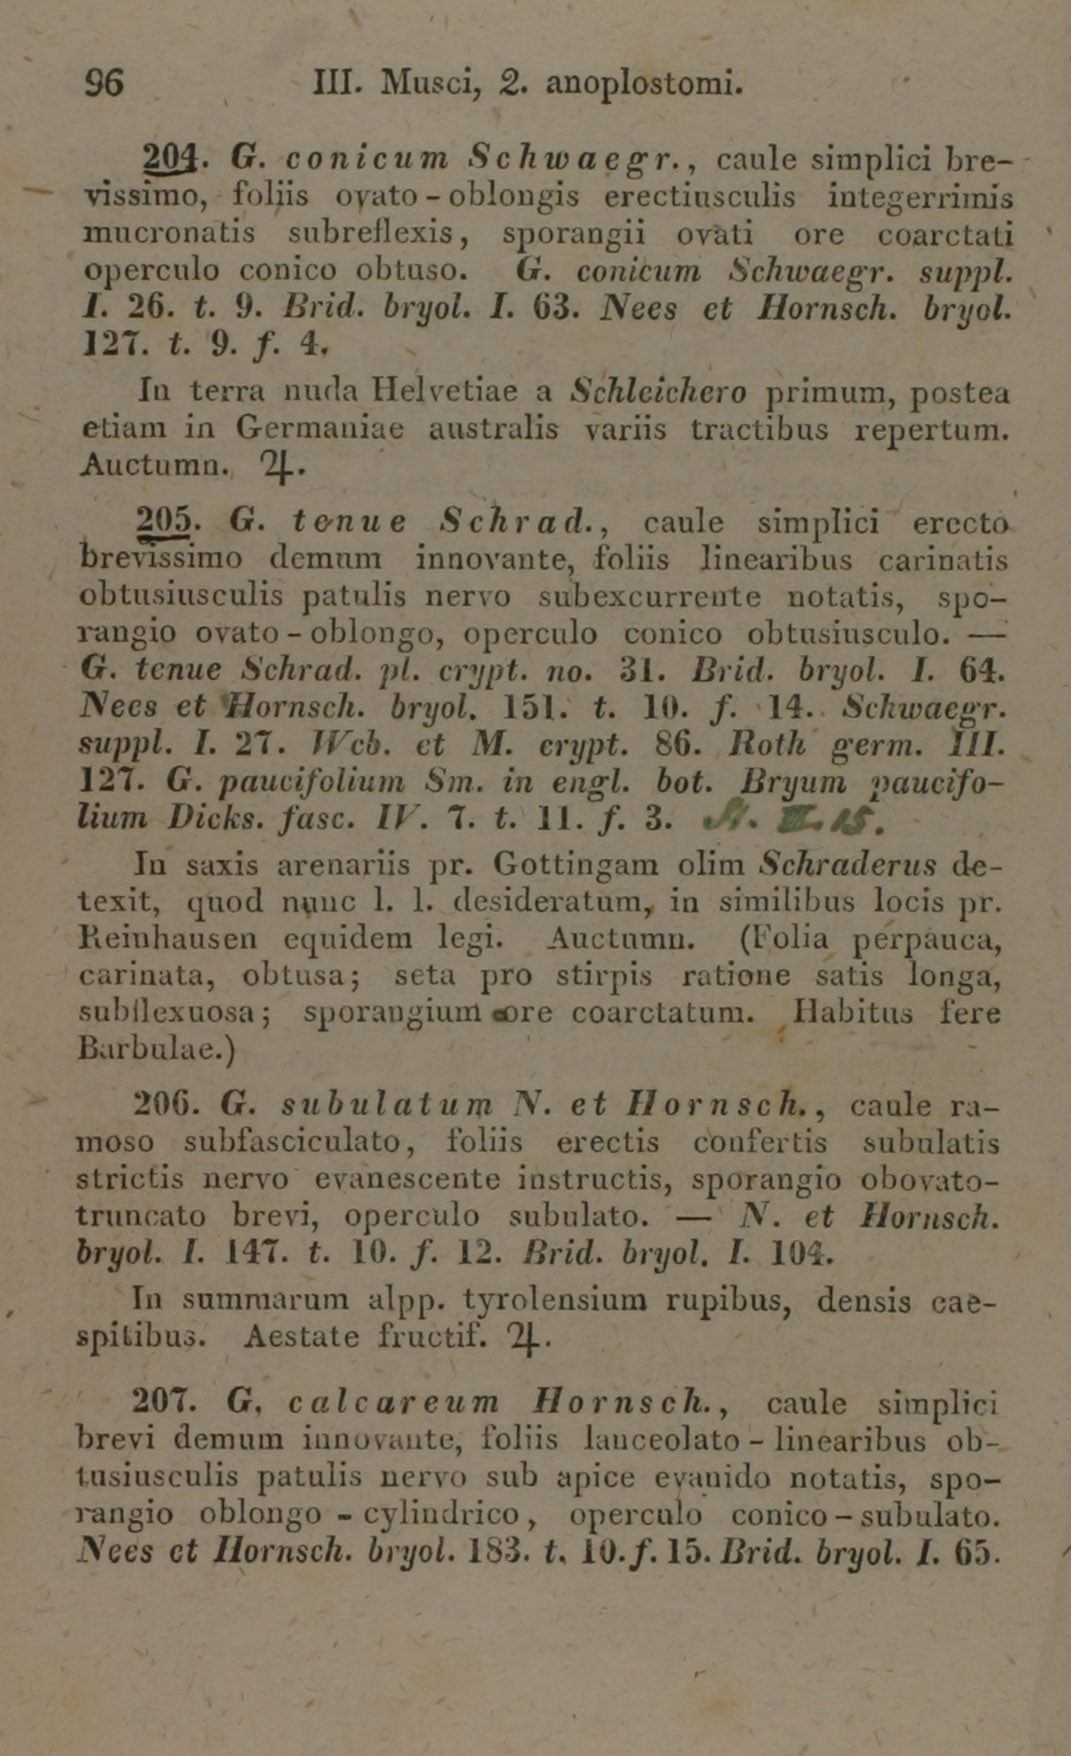 96 III. Musci, 2. anoplostomi.
204. G. conicum Schwaegr., caule simplici bre-
vissimo, foliis ovato-oblongis erectiusculis integerrimis
mucronatis subreflexis, sporangii ovati ore coarctati
operculo conico obtuso. G. conicum Schwaegr. suppl.
I. 26. t. 9. Brid. bryol. I. 63. Nees et Hornsch. bryol.
127. t. 9. f. 4.
In terra nuda Helvetiae a Schleichero primum, postea
etiam in Germaniae australis variis tractibus repertum.
Auctumn. ♃.
205. G. tenue Schrad., caule simplici erecto
brevissimo demum innovante, foliis linearibus carinatis
obtusiusculis patulis nervo subexcurrente notatis, spo-
rangio ovato-oblongo, operculo conico obtusiusculo. —
G. tenue Schrad. pl. crypt. no. 31. Brid. bryol. I. 64.
Nees et Hornsch. bryol. 151. t. 10. f. 14. Schwaegr.
suppl. I. 27. Web. et M. crypt. 86. Roth germ. III.
127. G. paucifolium Sm. in engl. bot. Bryum paucifo-
lium Dicks. fasc. IV. 7. t. 11. f. 3. St. III. 15.
In saxis arenariis pr. Gottingam olim Schraderus de-
texit, quod nunc l. l. desideratum, in similibus locis pr.
Reinhausen equidem legi. Auctumn. (Folia perpauca,
carinata, obtusa; seta pro stirpis ratione satis longa,
subflexuosa; sporangium ore coarctatum. Habitus fere
Barbulae.)
206. G. subulatum N. et Hornsch., caule ra-
moso subfasciculato, foliis erectis confertis subulatis
strictis nervo evanescente instructis, sporangio obovato-
truncato brevi, operculo subulato. — N. et Hornsch.
bryol. I. 147. t. 10. f. 12. Brid. bryol. I. 104.
In summarum alpp. tyrolensium rupibus, densis cae-
spitibus. Aestate fructif. ♃.
207. G. calcareum Hornsch., caule simplici
brevi demum innovante, foliis lanceolato-linearibus ob-
tusiusculis patulis nervo sub apice evanido notatis, spo-
rangio oblongo-cylindrico, operculo conico-subulato.
Nees et Hornsch. bryol. 183. t. 10. f. 15. Brid. bryol. I. 65.